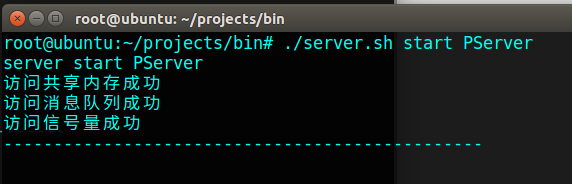 root@ubuntu: ~/projects/bin
root@ubuntu:~/projects/bin# ./server.sh start PServer
server start PServer
访问共享内存成功
访问消息队列成功
访问信号量成功
------------------------------------------------